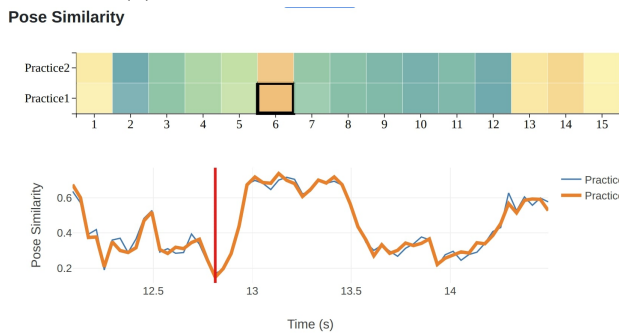 Pose Similarity
Practice2
Practice1
1 2 3 4 5 6 7 8 9 10 11 12 13 14 15
Pose Similarity
0.6
0.4
0.2
Practice
Practice
12.5 13 13.5 14
Time (s)